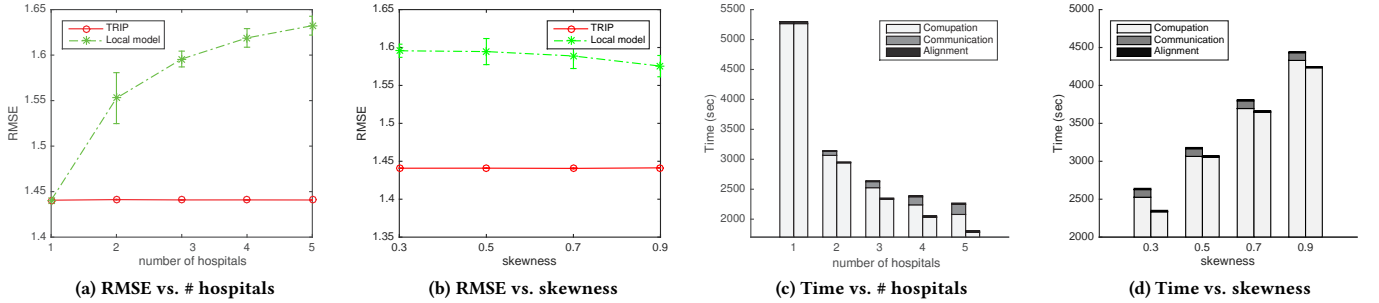 1.65
1.6
1.55
1.5
1.45
1.4
RMSE
TRIP
Local model
1 2 3 4 5
number of hospitals
(a) RMSE vs. # hospitals
1.65
1.6
1.55
1.5
1.45
1.4
1.35
RMSE
TRIP
Local model
0.3 0.5 0.7 0.9
skewness
(b) RMSE vs. skewness
5500
5000
4500
4000
3500
3000
2500
2000
Time (sec)
Comupation
Communication
Alignment
1 2 3 4 5
number of hospitals
(c) Time vs. # hospitals
5000
4500
4000
3500
3000
2500
2000
Time (sec)
Comupation
Communication
Alignment
0.3 0.5 0.7 0.9
skewness
(d) Time vs. skewness